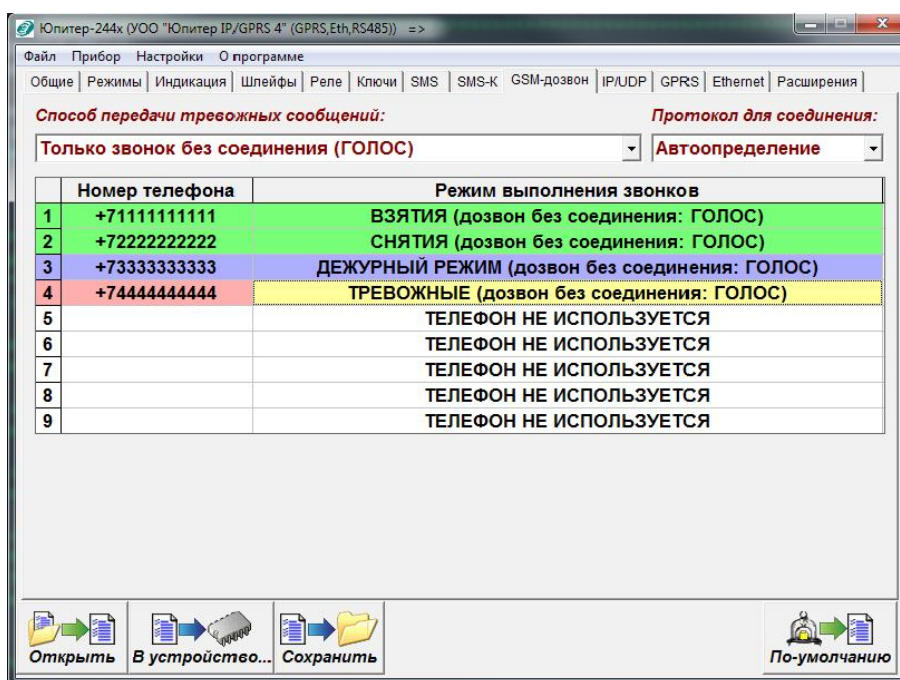 Юпитер-244х (УОО "Юпитер IP/GPRS 4" (GPRS,Eth,RS485)) =>
Файл Прибор Настройки О программе
Общие Режимы Индикация Шлейфы Реле Ключи SMS SMS-K GSM-дозвон IP/UDP GPRS Ethernet Расширения
Способ передачи тревожных сообщений: Протокол для соединения:
Только звонок без соединения (ГОЛОС) Автоопределение
Номер телефона Режим выполнения звонков
1 +71111111111 ВЗЯТИЯ (дозвон без соединения: ГОЛОС)
2 +72222222222 СНЯТИЯ (дозвон без соединения: ГОЛОС)
3 +73333333333 ДЕЖУРНЫЙ РЕЖИМ (дозвон без соединения: ГОЛОС)
4 +74444444444 ТРЕВОЖНЫЕ (дозвон без соединения: ГОЛОС)
5 ТЕЛЕФОН НЕ ИСПОЛЬЗУЕТСЯ
6 ТЕЛЕФОН НЕ ИСПОЛЬЗУЕТСЯ
7 ТЕЛЕФОН НЕ ИСПОЛЬЗУЕТСЯ
8 ТЕЛЕФОН НЕ ИСПОЛЬЗУЕТСЯ
9 ТЕЛЕФОН НЕ ИСПОЛЬЗУЕТСЯ
Открыть В устройство... Сохранить По-умолчанию